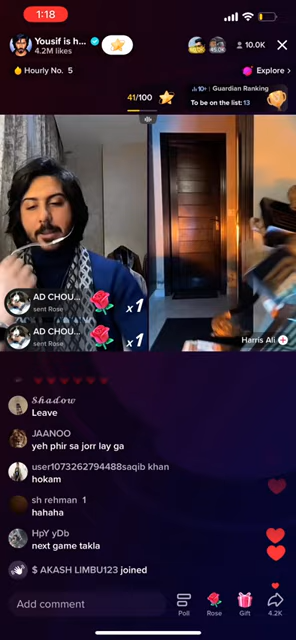 1:18
Yousif is h...
4.2M likes
46.0K
10.0K
Hourly No. 5
Explore >
41/100
10+ Guardian Ranking
To be on the list: 13
AD CHOU...
sent Rose
x1
AD CHOU...
sent Rose
x1
Harris Ali
𝓢𝓱𝓪𝓭𝓸𝔀
Leave
JAANOO
yeh phir sa jorr lay ga
user1073262794488saqib khan
hokam
sh rehman 1
hahaha
HpY yDb
next game takla
$ AKASH LIMBU123 joined
Add comment
Poll
Rose
Gift
4.2K